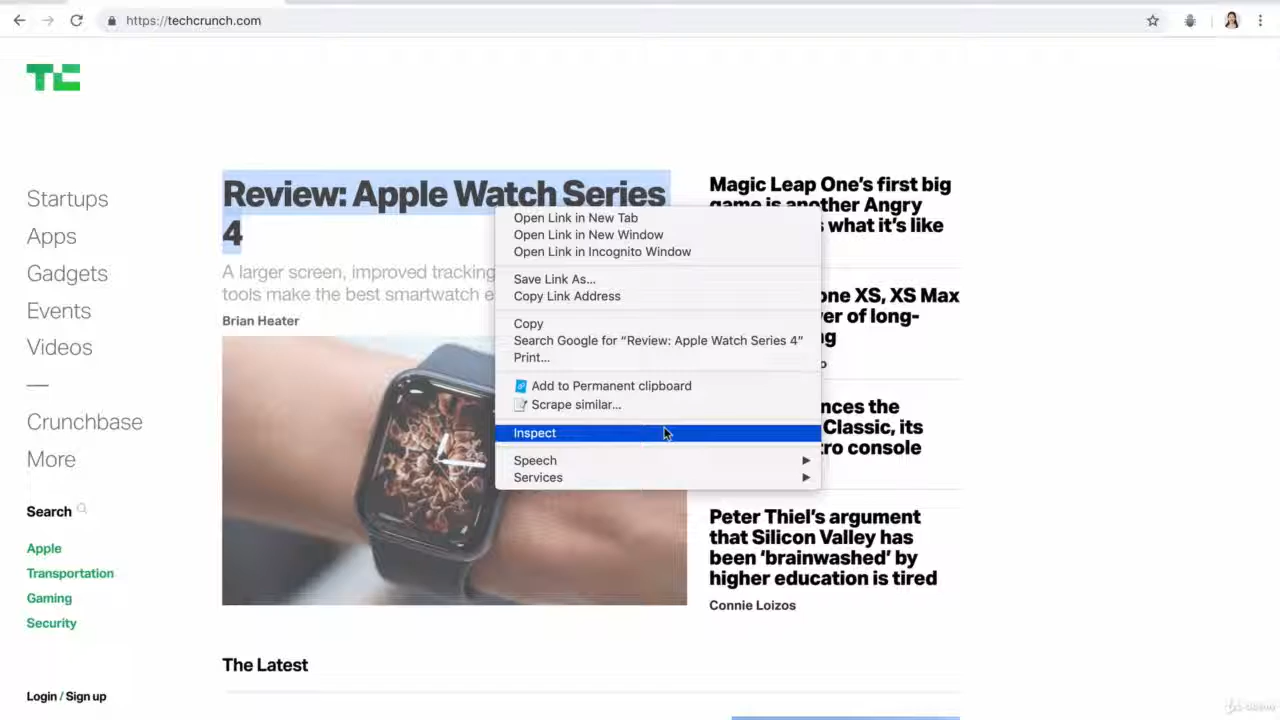 https://techcrunch.com
TC
Startups
Apps
Gadgets
Events
Videos
Crunchbase
More
Search
Apple
Transportation
Gaming
Security
Login / Sign up
Review: Apple Watch Series
4
A larger screen, improved tracking
tools make the best smartwatch
Brian Heater
Open Link in New Tab
Open Link in New Window
Open Link in Incognito Window
Save Link As...
Copy Link Address
Copy
Search Google for “Review: Apple Watch Series 4”
Print...
Add to Permanent clipboard
Scrape similar...
Inspect
Speech
Services
Magic Leap One’s first big
game is another Angry
what it’s like
XS, XS Max
of long-
the
Classic, its
console
Peter Thiel’s argument
that Silicon Valley has
been ‘brainwashed’ by
higher education is tired
Connie Loizos
The Latest